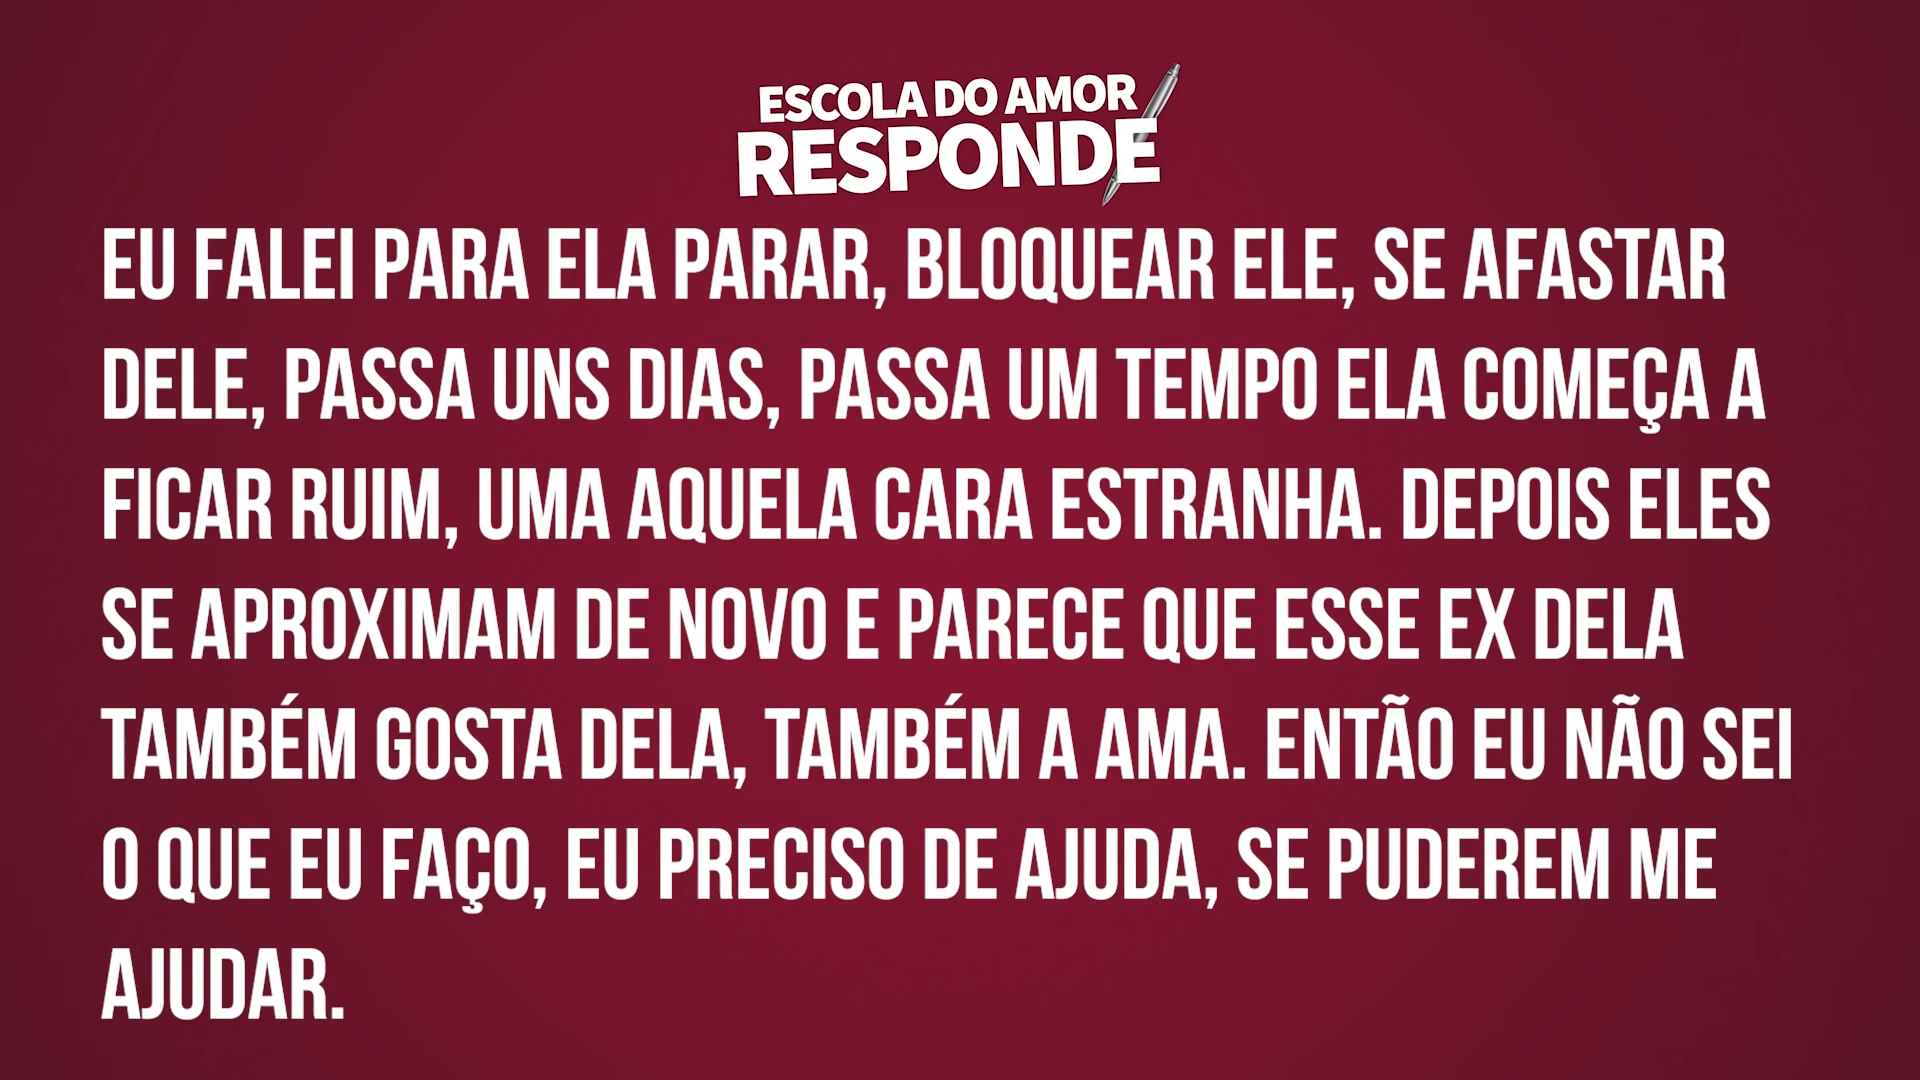 ESCOLA DO AMOR
RESPONDE
EU FALEI PARA ELA PARAR, BLOQUEAR ELE, SE AFASTAR
DELE, PASSA UNS DIAS, PASSA UM TEMPO ELA COMEÇA A
FICAR RUIM, UMA AQUELA CARA ESTRANHA. DEPOIS ELES
SE APROXIMAM DE NOVO E PARECE QUE ESSE EX DELA
TAMBÉM GOSTA DELA, TAMBÉM A AMA. ENTÃO EU NÃO SEI
O QUE EU FAÇO, EU PRECISO DE AJUDA, SE PUDEREM ME
AJUDAR.